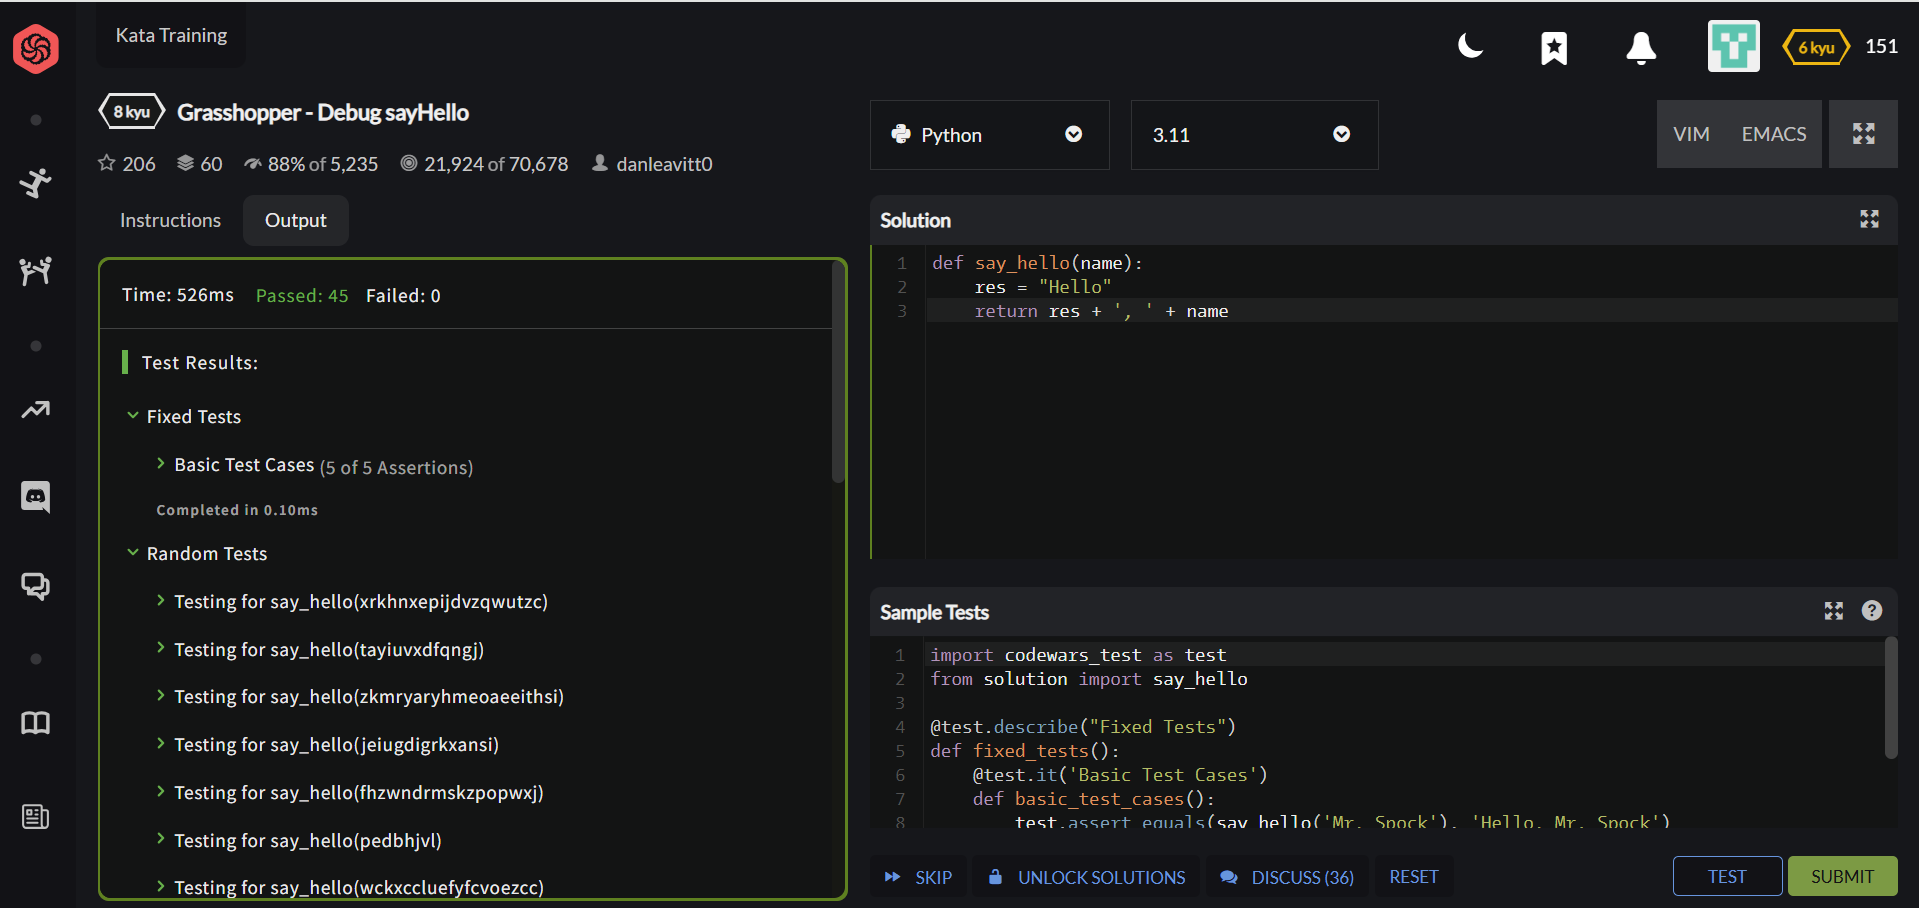 Kata Training
6 kyu 151
8 kyu Grasshopper - Debug sayHello
206 60 88% of 5,235 21,924 of 70,678 danleavitt0
Python 3.11 VIM EMACS
Instructions Output
Time: 526ms Passed: 45 Failed: 0
Test Results:
Fixed Tests
Basic Test Cases (5 of 5 Assertions)
Completed in 0.10ms
Random Tests
Testing for say_hello(xrkhnxepijdvzqwutzc)
Testing for say_hello(tayiuvxdfqngj)
Testing for say_hello(zkmryaryhmeoaeeithsi)
Testing for say_hello(jeiugdigrkxansi)
Testing for say_hello(fhzwndrmskzpopwxj)
Testing for say_hello(pedbhjvl)
Testing for say_hello(wckxccluefyfcvoezcc)
Solution
1 def say_hello(name):
2     res = "Hello"
3     return res + ', ' + name
Sample Tests
1 import codewars_test as test
2 from solution import say_hello
3
4 @test.describe("Fixed Tests")
5 def fixed_tests():
6     @test.it('Basic Test Cases')
7     def basic_test_cases():
8         test.assert_equals(say_hello('Mr. Spock'), 'Hello, Mr. Spock')
SKIP UNLOCK SOLUTIONS DISCUSS (36) RESET TEST SUBMIT